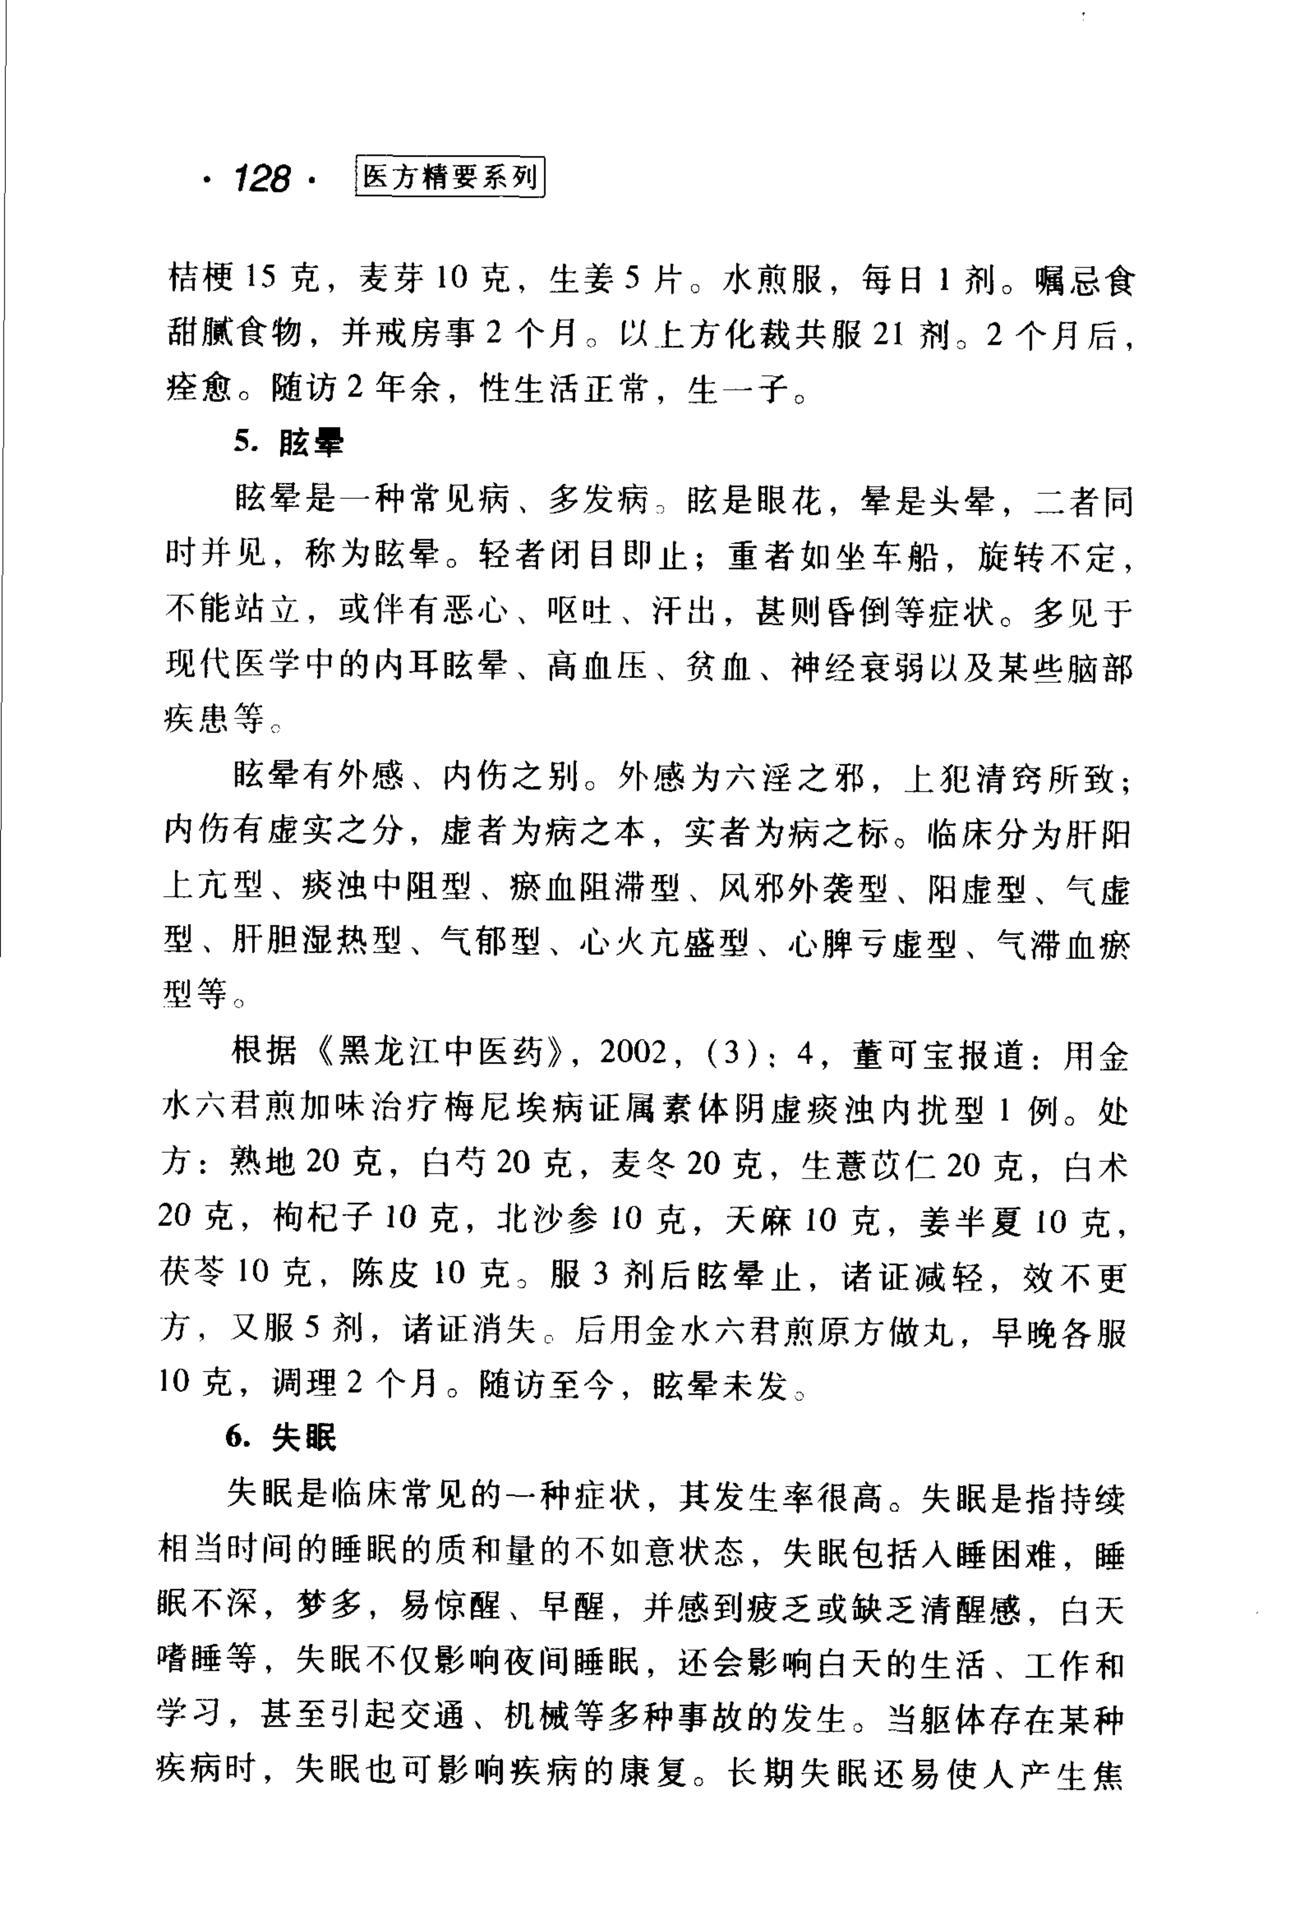 · 128 · 医方精要系列
桔梗 15 克，麦芽 10 克，生姜 5 片。水煎服，每日 1 剂。嘱忌食
甜腻食物，并戒房事 2 个月。以上方化裁共服 21 剂。2 个月后，
痊愈。随访 2 年余，性生活正常，生一子。
5. 眩晕
眩晕是一种常见病、多发病。眩是眼花，晕是头晕，二者同
时并见，称为眩晕。轻者闭目即止；重者如坐车船，旋转不定，
不能站立，或伴有恶心、呕吐、汗出，甚则昏倒等症状。多见于
现代医学中的内耳眩晕、高血压、贫血、神经衰弱以及某些脑部
疾患等。
眩晕有外感、内伤之别。外感为六淫之邪，上犯清窍所致；
内伤有虚实之分，虚者为病之本，实者为病之标。临床分为肝阳
上亢型、痰浊中阻型、瘀血阻滞型、风邪外袭型、阳虚型、气虚
型、肝胆湿热型、气郁型、心火亢盛型、心脾亏虚型、气滞血瘀
型等。
根据《黑龙江中医药》，2002，(3)：4，董可宝报道：用金
水六君煎加味治疗梅尼埃病证属素体阴虚痰浊内扰型 1 例。处
方：熟地 20 克，白芍 20 克，麦冬 20 克，生薏苡仁 20 克，白术
20 克，枸杞子 10 克，北沙参 10 克，天麻 10 克，姜半夏 10 克，
茯苓 10 克，陈皮 10 克。服 3 剂后眩晕止，诸证减轻，效不更
方，又服 5 剂，诸证消失。后用金水六君煎原方做丸，早晚各服
10 克，调理 2 个月。随访至今，眩晕未发。
6. 失眠
失眠是临床常见的一种症状，其发生率很高。失眠是指持续
相当时间的睡眠的质和量的不如意状态，失眠包括入睡困难，睡
眠不深，梦多，易惊醒、早醒，并感到疲乏或缺乏清醒感，白天
嗜睡等，失眠不仅影响夜间睡眠，还会影响白天的生活、工作和
学习，甚至引起交通、机械等多种事故的发生。当躯体存在某种
疾病时，失眠也可影响疾病的康复。长期失眠还易使人产生焦